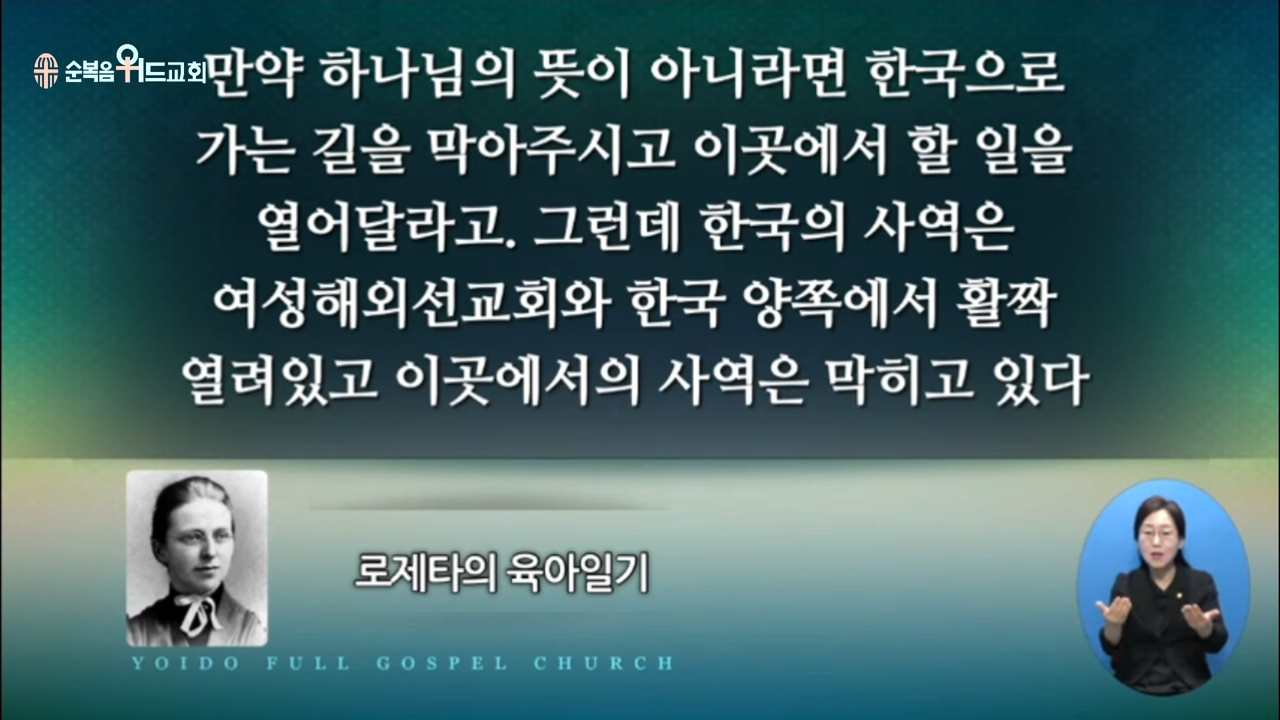 순복음위드교회
만약 하나님의 뜻이 아니라면 한국으로
가는 길을 막아주시고 이곳에서 할 일을
열어달라고. 그런데 한국의 사역은
여성해외선교회와 한국 양쪽에서 활짝
열려있고 이곳에서의 사역은 막히고 있다
로제타의 육아일기
YOIDO FULL GOSPEL CHURCH